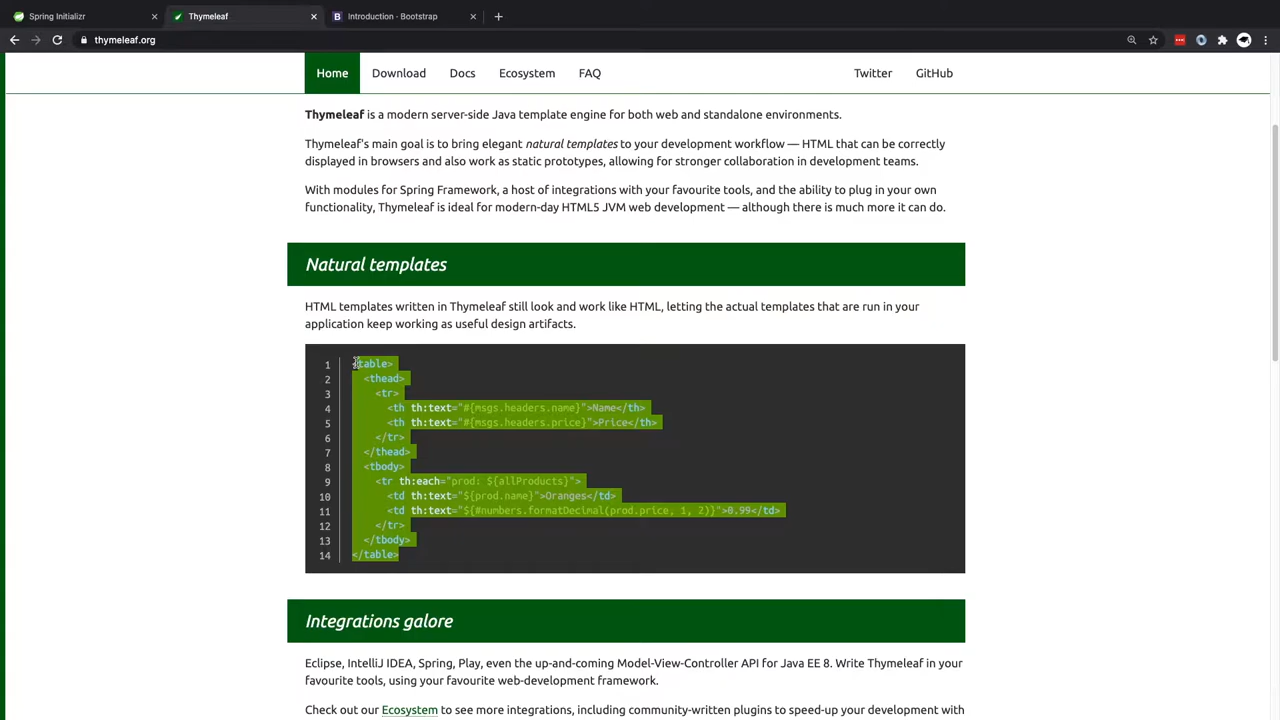 Spring Initializr
Thymeleaf
Introduction · Bootstrap
thymeleaf.org
Home Download Docs Ecosystem FAQ Twitter GitHub
Thymeleaf is a modern server-side Java template engine for both web and standalone environments.
Thymeleaf's main goal is to bring elegant natural templates to your development workflow — HTML that can be correctly
displayed in browsers and also work as static prototypes, allowing for stronger collaboration in development teams.
With modules for Spring Framework, a host of integrations with your favourite tools, and the ability to plug in your own
functionality, Thymeleaf is ideal for modern-day HTML5 JVM web development — although there is much more it can do.
Natural templates
HTML templates written in Thymeleaf still look and work like HTML, letting the actual templates that are run in your
application keep working as useful design artifacts.
1 <table>
2 <thead>
3 <tr>
4 <th th:text="#{msgs.headers.name}">Name</th>
5 <th th:text="#{msgs.headers.price}">Price</th>
6 </tr>
7 </thead>
8 <tbody>
9 <tr th:each="prod: ${allProducts}">
10 <td th:text="${prod.name}">Oranges</td>
11 <td th:text="${#numbers.formatDecimal(prod.price, 1, 2)}">0.99</td>
12 </tr>
13 </tbody>
14 </table>
Integrations galore
Eclipse, IntelliJ IDEA, Spring, Play, even the up-and-coming Model-View-Controller API for Java EE 8. Write Thymeleaf in your
favourite tools, using your favourite web-development framework.
Check out our Ecosystem to see more integrations, including community-written plugins to speed-up your development with